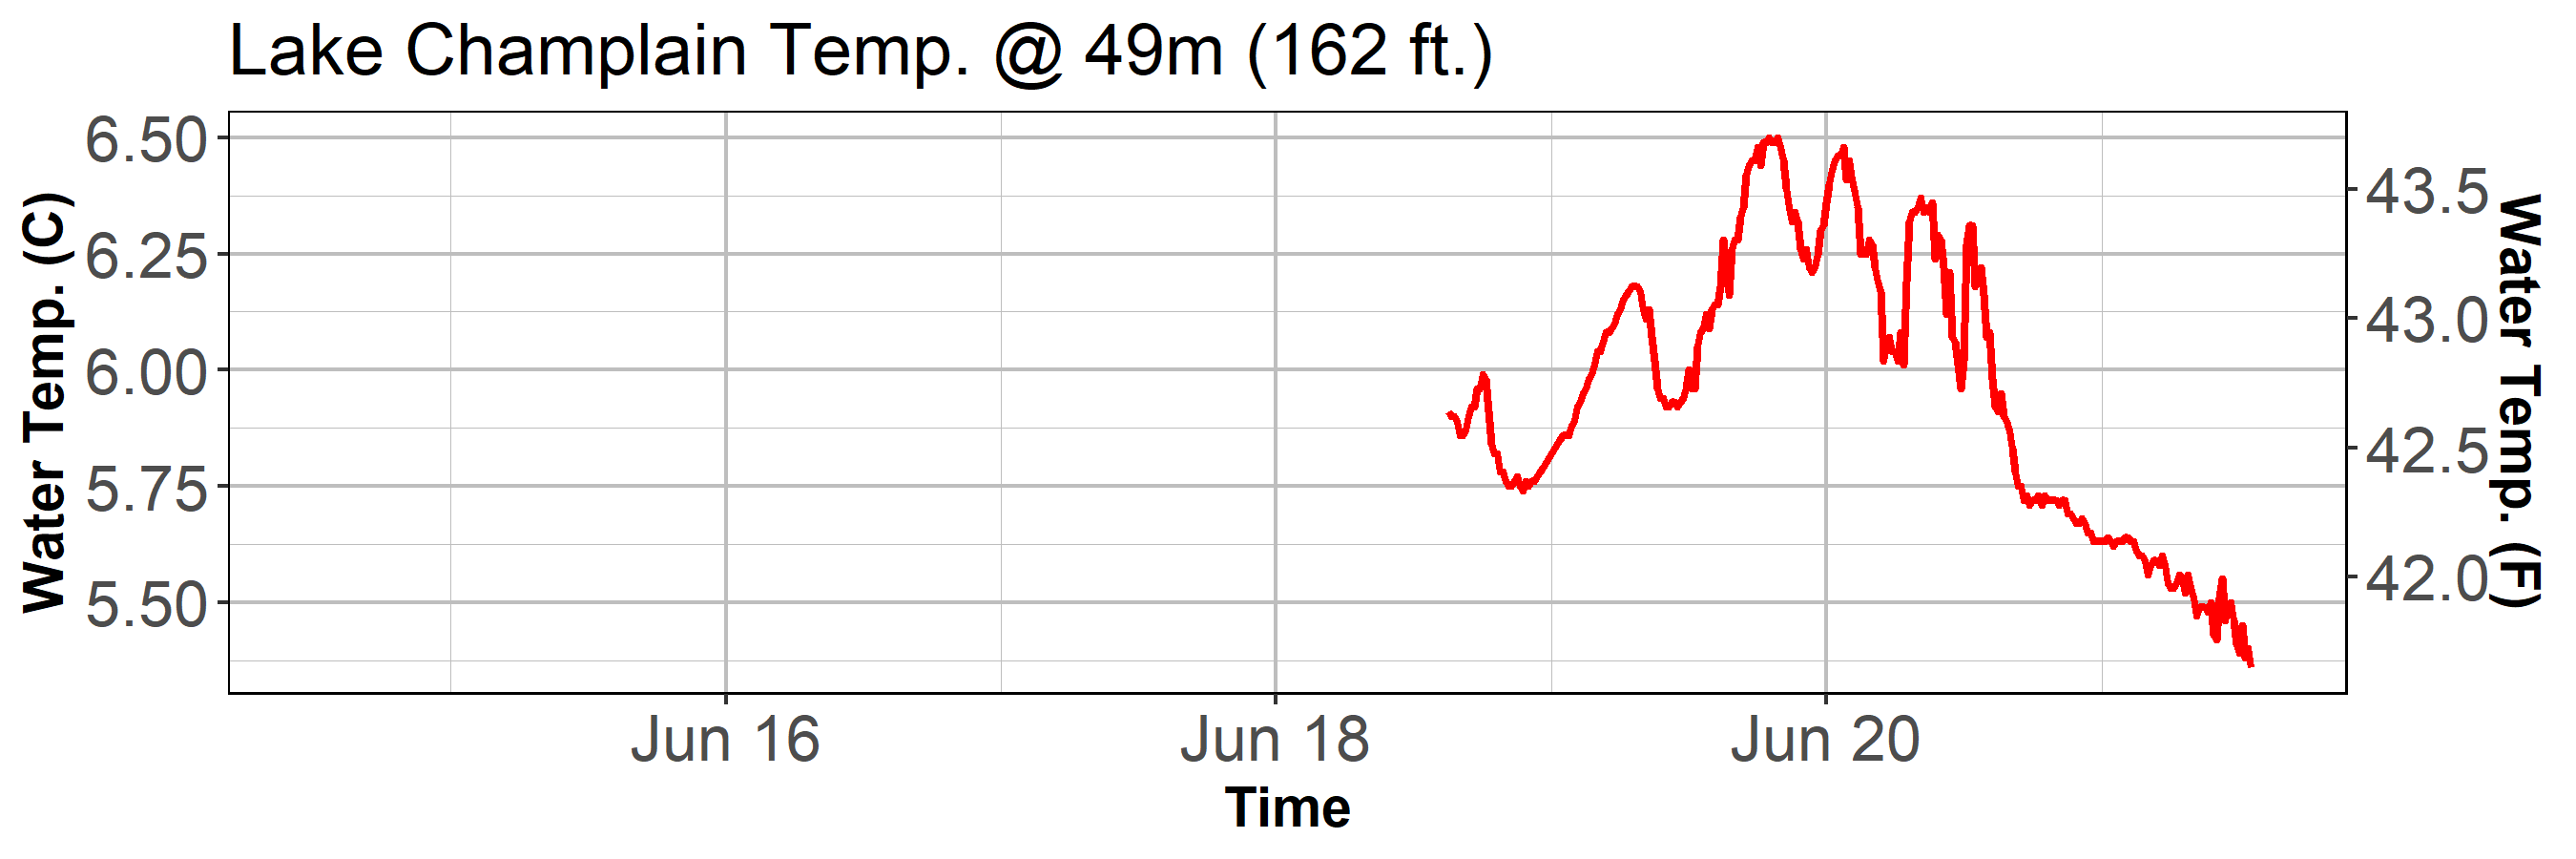 Lake Champlain Temp. @ 49m (162 ft.)
Water Temp. (C)
6.50
6.25
6.00
5.75
5.50
43.5
43.0
42.5
42.0
Water Temp. (F)
Jun 16 Jun 18 Jun 20
Time